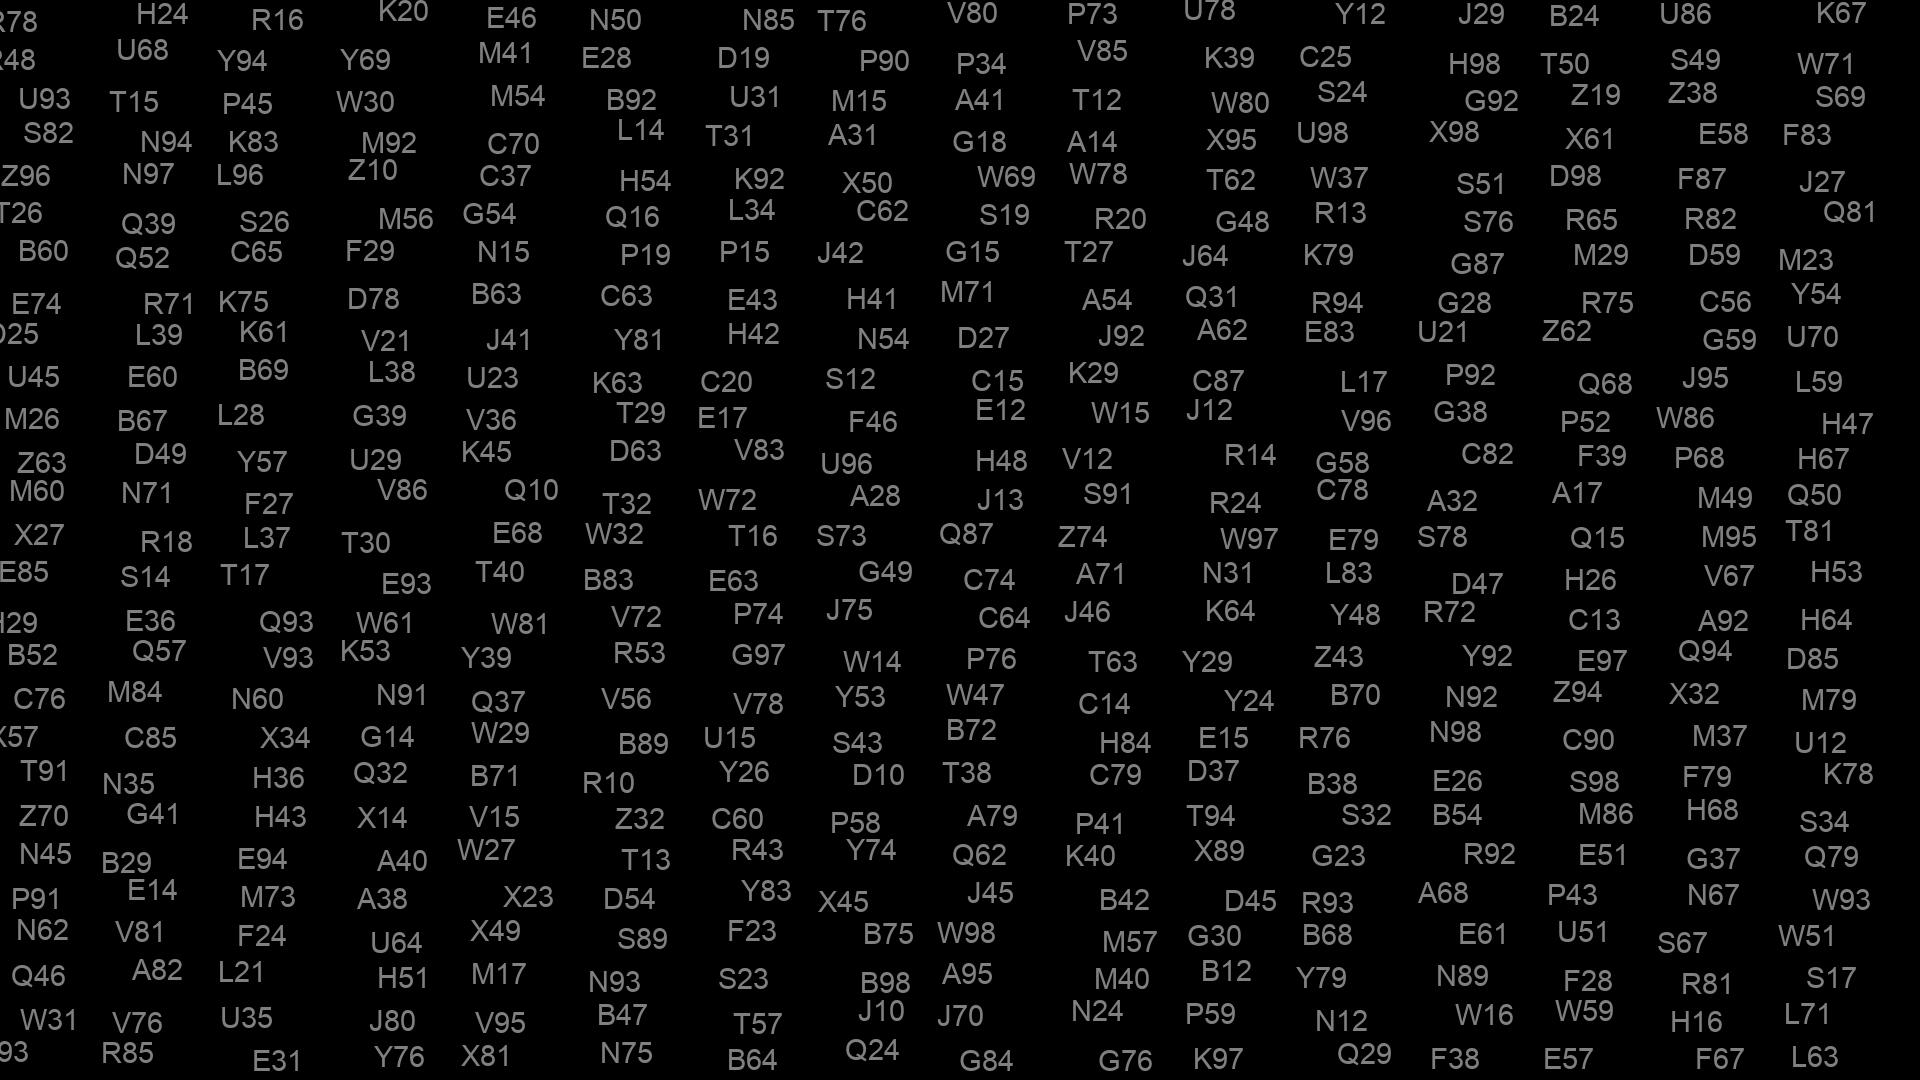 R78 H24 R16 K20 E46 N50 N85 T76 V80 P73 U78 Y12 J29 B24 U86 K67
U68 Y94 Y69 M41 E28 D19 P90 P34 V85 K39 C25 H98 T50 S49 W71
U93 T15 P45 W30 M54 B92 U31 M15 A41 T12 W80 S24 G92 Z19 Z38 S69
S82 N94 K83 M92 C70 L14 T31 A31 G18 A14 X95 U98 X98 X61 E58 F83
Z96 N97 L96 Z10 C37 H54 K92 X50 W69 W78 T62 W37 S51 D98 F87 J27
T26 Q39 S26 M56 G54 Q16 L34 C62 S19 R20 G48 R13 S76 R65 R82 Q81
B60 Q52 C65 F29 N15 P19 P15 J42 G15 T27 J64 K79 G87 M29 D59 M23
E74 R71 K75 D78 B63 C63 E43 H41 M71 A54 Q31 R94 G28 R75 C56 Y54
L39 K61 V21 J41 Y81 H42 N54 D27 J92 A62 E83 U21 Z62 G59 U70
U45 E60 B69 L38 U23 K63 C20 S12 C15 K29 C87 L17 P92 Q68 J95 L59
M26 B67 L28 G39 V36 T29 E17 F46 E12 W15 J12 V96 G38 P52 W86 H47
Z63 D49 Y57 U29 K45 D63 V83 U96 H48 V12 R14 G58 C82 F39 P68 H67
M60 N71 F27 V86 Q10 T32 W72 A28 J13 S91 R24 C78 A32 A17 M49 Q50
X27 R18 L37 T30 E68 W32 T16 S73 Q87 Z74 W97 E79 S78 Q15 M95 T81
E85 S14 T17 E93 T40 B83 E63 G49 C74 A71 N31 L83 D47 H26 V67 H53
H29 E36 Q93 W61 W81 V72 P74 J75 C64 J46 K64 Y48 R72 C13 A92 H64
B52 Q57 V93 K53 Y39 R53 G97 W14 P76 T63 Y29 Z43 Y92 E97 Q94 D85
C76 M84 N60 N91 Q37 V56 V78 Y53 W47 C14 Y24 B70 N92 Z94 X32 M79
X57 C85 X34 G14 W29 B89 U15 S43 B72 H84 E15 R76 N98 C90 M37 U12
T91 N35 H36 Q32 B71 R10 Y26 D10 T38 C79 D37 B38 E26 S98 F79 K78
Z70 G41 H43 X14 V15 Z32 C60 P58 A79 P41 T94 S32 B54 M86 H68 S34
N45 B29 E94 A40 W27 T13 R43 Y74 Q62 K40 X89 G23 R92 E51 G37 Q79
P91 E14 M73 A38 X23 D54 Y83 X45 J45 B42 D45 R93 A68 P43 N67 W93
N62 V81 F24 U64 X49 S89 F23 B75 W98 M57 G30 B68 E61 U51 S67 W51
Q46 A82 L21 H51 M17 N93 S23 B98 A95 M40 B12 Y79 N89 F28 R81 S17
W31 V76 U35 J80 V95 B47 T57 J10 J70 N24 P59 N12 W16 W59 H16 L71
93 R85 E31 Y76 X81 N75 B64 Q24 G84 G76 K97 Q29 F38 E57 F67 L63